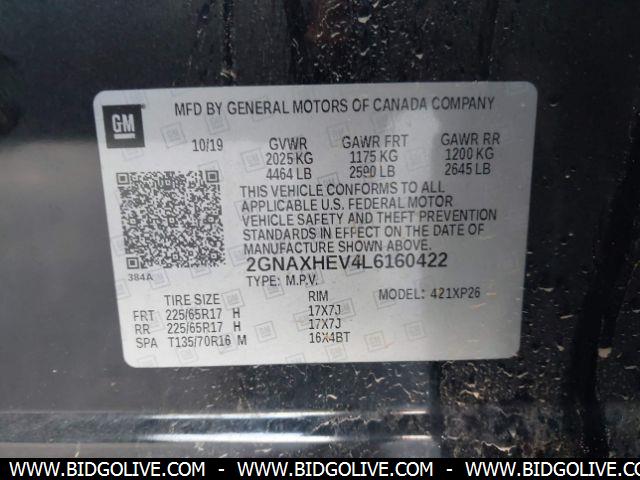 GM
MFD BY GENERAL MOTORS OF CANADA COMPANY
10/19 GVWR GAWR FRT GAWR RR
2025 KG 1175 KG 1200 KG
4464 LB 2590 LB 2645 LB
THIS VEHICLE CONFORMS TO ALL
APPLICABLE U.S. FEDERAL MOTOR
VEHICLE SAFETY AND THEFT PREVENTION
STANDARDS IN EFFECT ON THE DATE OF
MANUFACTURE SHOWN ABOVE.
384A 2GNAXHEV4L6160422
TYPE: M.P.V. MODEL: 421XP26
TIRE SIZE RIM
FRT 225/65R17 H 17X7J
RR 225/65R17 H 17X7J
SPA T135/70R16 M 16X4BT
WWW.BIDGOLIVE.COM - WWW.BIDGOLIVE.COM - WWW.BIDGOLIVE.COM